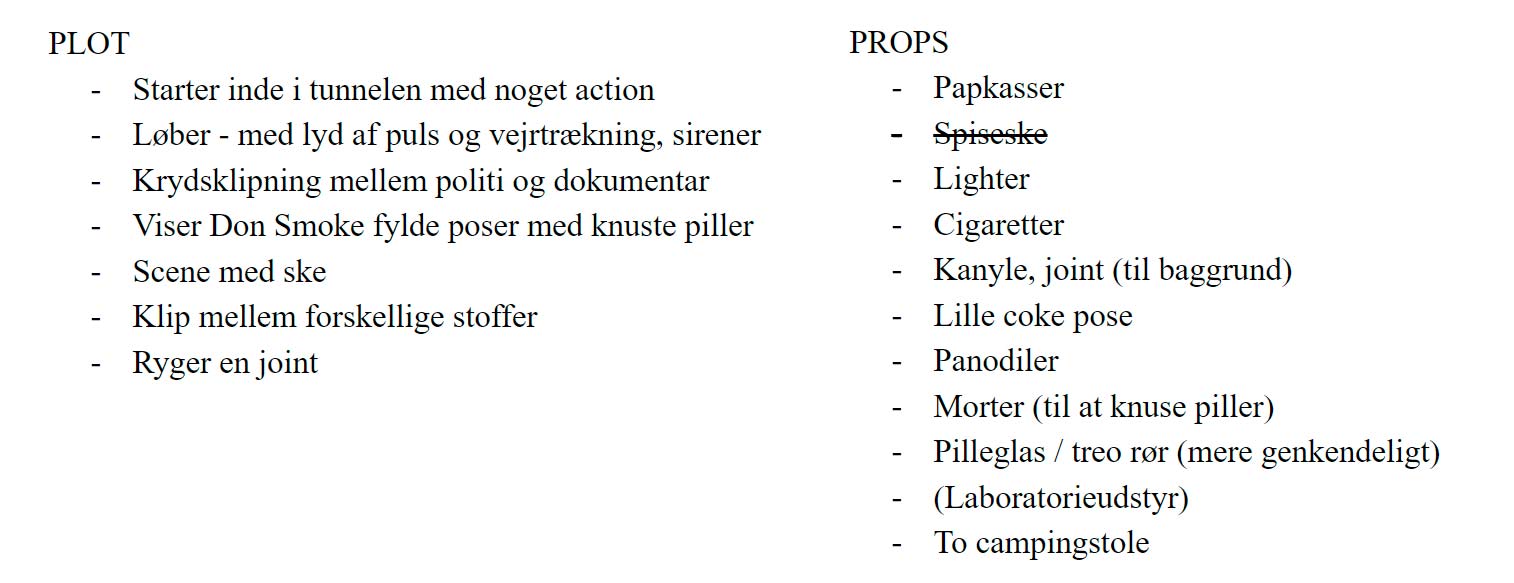 PLOT
- Starter inde i tunnelen med noget action
- Løber - med lyd af puls og vejrtrækning, sirener
- Krydsklipning mellem politi og dokumentar
- Viser Don Smoke fylde poser med knuste piller
- Scene med ske
- Klip mellem forskellige stoffer
- Ryger en joint
PROPS
- Papkasser
- Spiseske
- Lighter
- Cigaretter
- Kanyle, joint (til baggrund)
- Lille coke pose
- Panodiler
- Morter (til at knuse piller)
- Pilleglas / treo rør (mere genkendeligt)
- (Laboratorieudstyr)
- To campingstole